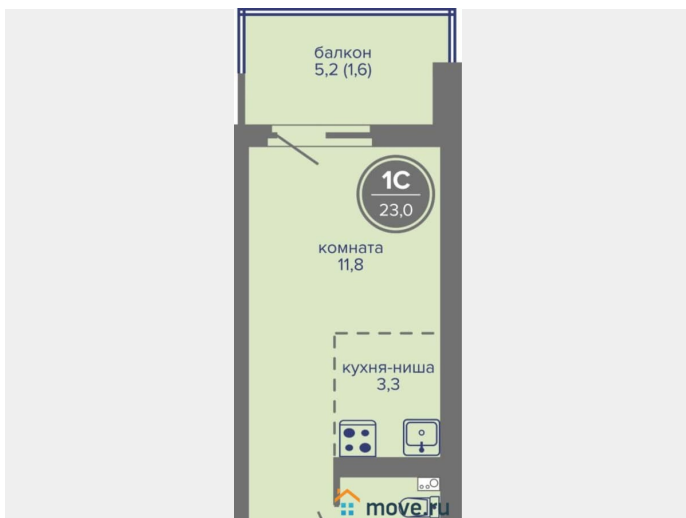 балкон
5,2 (1,6)
1С
23,0
комната
11,8
кухня-ниша
3,3
move.ru